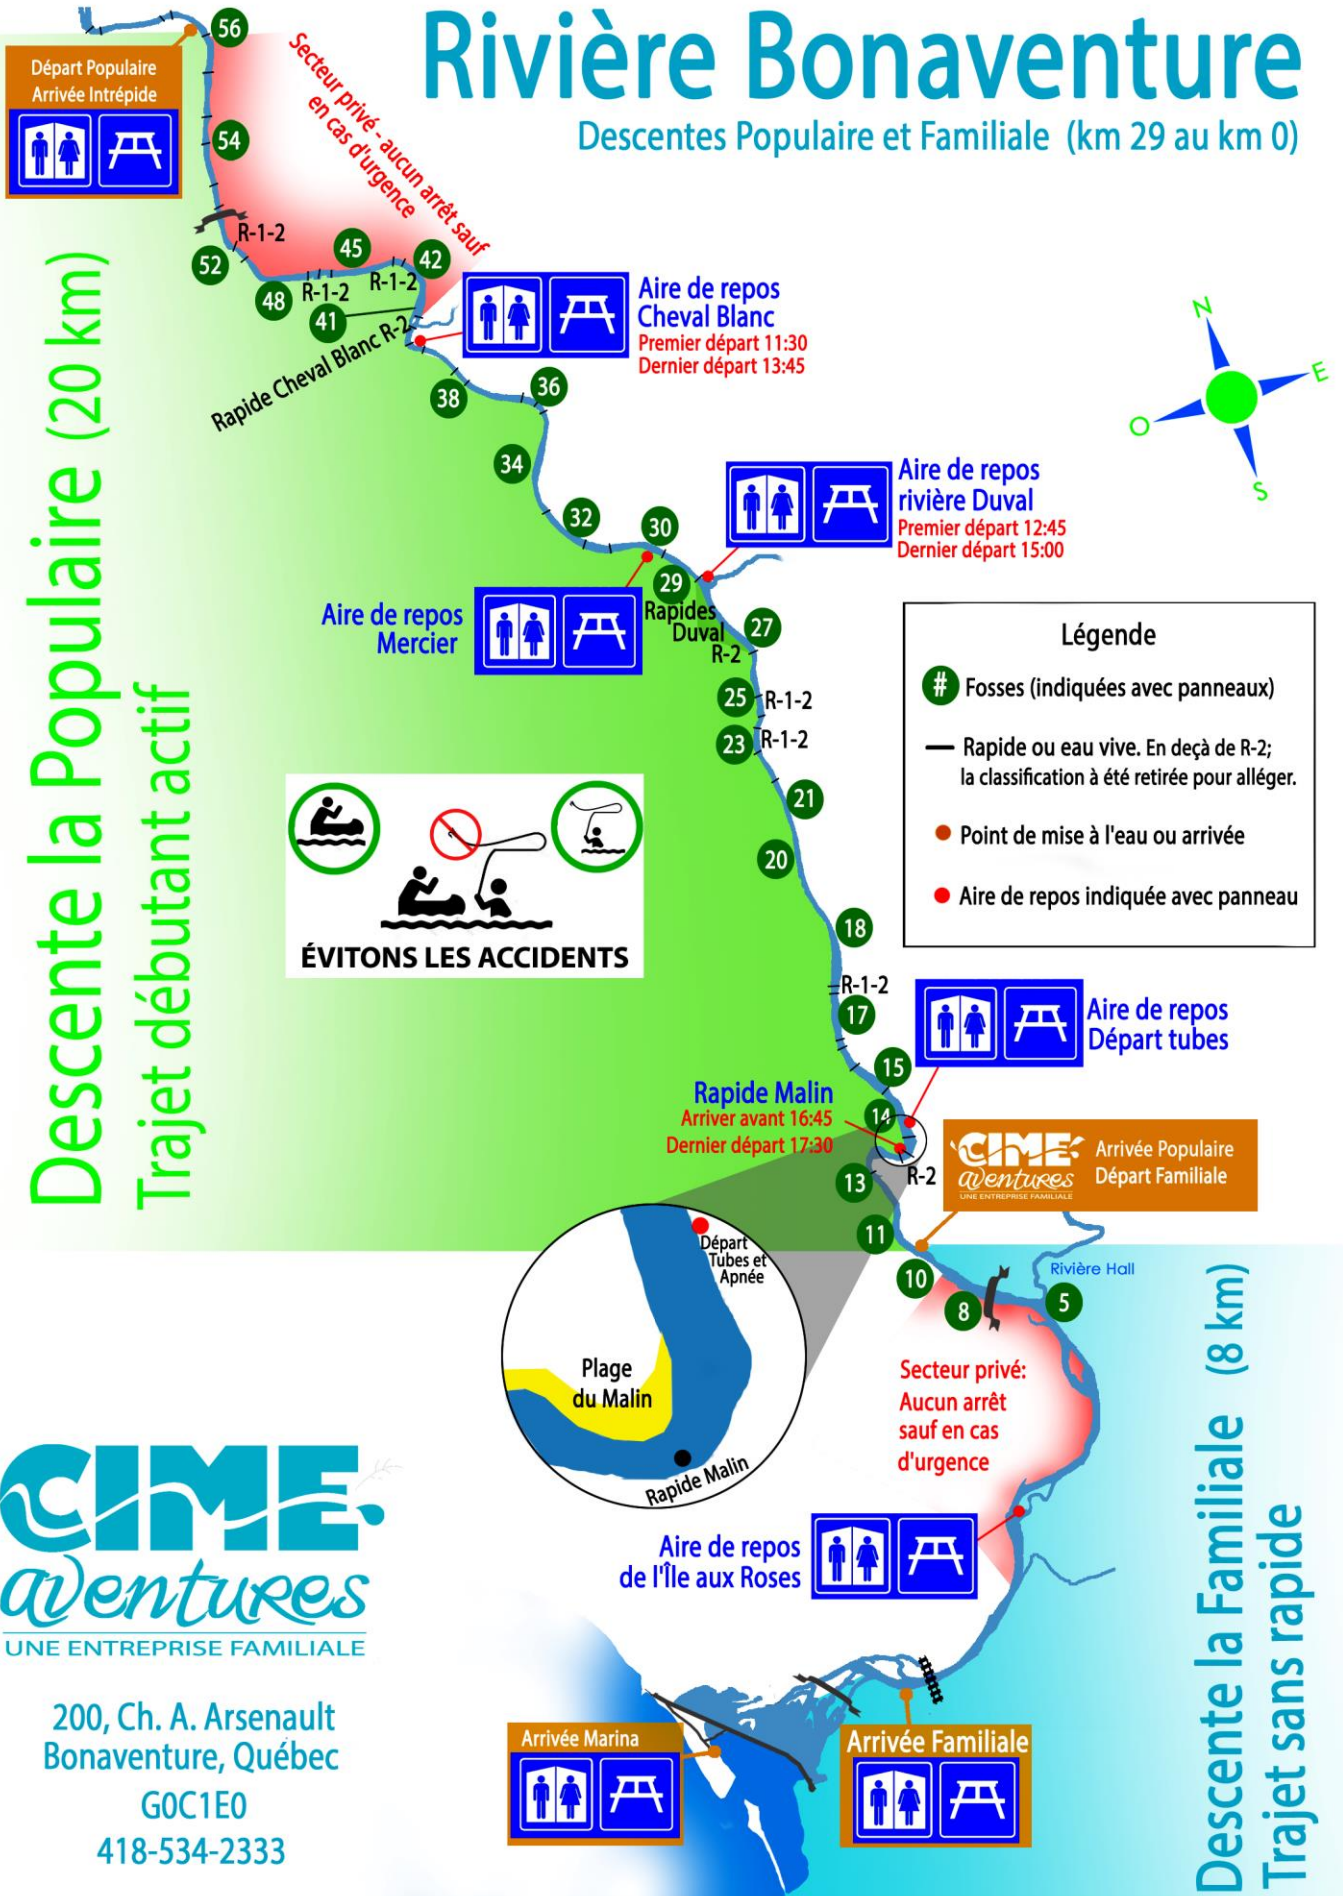 Rivière Bonaventure
Descentes Populaire et Familiale (km 29 au km 0)
56
Départ Populaire
Arrivée Intrépide
Secteur privé - aucun arrêt sauf
en cas d'urgence
54
R-1-2
52
45
42
48
R-1-2
R-1-2
41
Rapide Cheval Blanc R-2
Aire de repos
Cheval Blanc
Premier départ 11:30
Dernier départ 13:45
N
E
O
S
38
36
34
32
30
29
Aire de repos
rivière Duval
Premier départ 12:45
Dernier départ 15:00
Aire de repos
Mercier
Rapides
Duval
R-2
27
25
R-1-2
23
R-1-2
21
20
18
R-1-2
17
15
14
13
11
10
8
5
Légende
# Fosses (indiquées avec panneaux)
Rapide ou eau vive. En deçà de R-2;
la classification à été retirée pour alléger.
Point de mise à l'eau ou arrivée
Aire de repos indiquée avec panneau
Descente la Populaire (20 km)
Trajet débutant actif
ÉVITONS LES ACCIDENTS
Aire de repos
Départ tubes
Rapide Malin
Arriver avant 16:45
Dernier départ 17:30
R-2
CIME
aventures
UNE ENTREPRISE FAMILIALE
Arrivée Populaire
Départ Familiale
Rivière Hall
Départ
Tubes et
Apnée
Plage
du Malin
Rapide Malin
Secteur privé:
Aucun arrêt
sauf en cas
d'urgence
Aire de repos
de l'Île aux Roses
Descente la Familiale (8 km)
Trajet sans rapide
Arrivée Marina
Arrivée Familiale
CIME
aventures
UNE ENTREPRISE FAMILIALE
200, Ch. A. Arsenault
Bonaventure, Québec
G0C1E0
418-534-2333